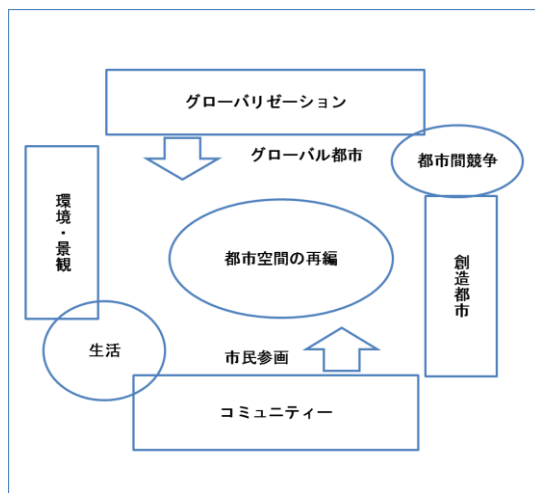 グローバリゼーション
グローバル都市
都市間競争
環境・景観
都市空間の再編
創造都市
生活
市民参画
コミュニティー